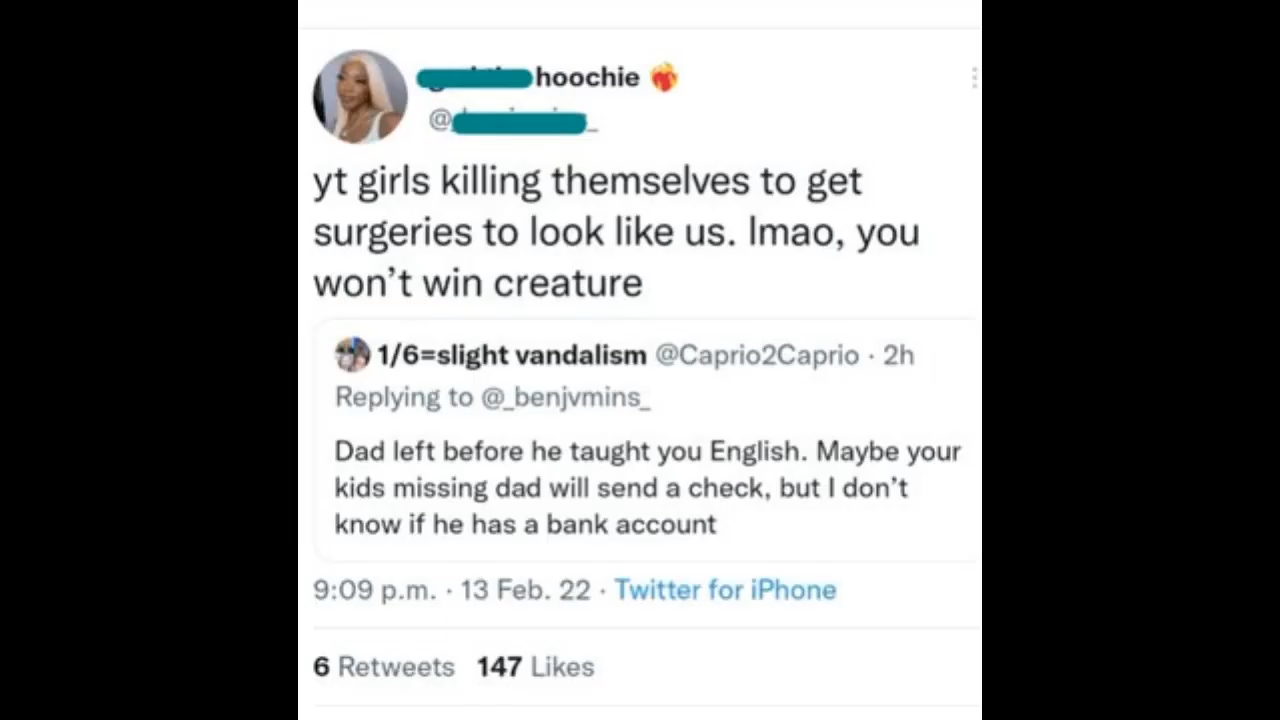 hoochie ❤️‍🔥
@ _
yt girls killing themselves to get
surgeries to look like us. lmao, you
won't win creature
1/6=slight vandalism @Caprio2Caprio · 2h
Replying to @_benjvmins_
Dad left before he taught you English. Maybe your
kids missing dad will send a check, but I don't
know if he has a bank account
9:09 p.m. · 13 Feb. 22 · Twitter for iPhone
6 Retweets 147 Likes